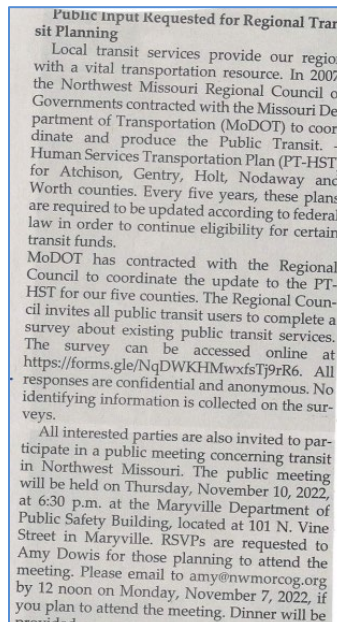 Public Input Requested for Regional Tran
sit Planning
Local transit services provide our region
with a vital transportation resource. In 2007
the Northwest Missouri Regional Council o
Governments contracted with the Missouri De
partment of Transportation (MoDOT) to coor
dinate and produce the Public Transit. -
Human Services Transportation Plan (PT-HST
for Atchison, Gentry, Holt, Nodaway and
Worth counties. Every five years, these plans
are required to be updated according to federal
law in order to continue eligibility for certain
transit funds.
MoDOT has contracted with the Regional
Council to coordinate the update to the PT-
HST for our five counties. The Regional Coun-
cil invites all public transit users to complete a
survey about existing public transit services.
The survey can be accessed online at
https://forms.gle/NqDWKHMwxfsTj9rR6. All
responses are confidential and anonymous. No
identifying information is collected on the sur-
veys.
All interested parties are also invited to par-
ticipate in a public meeting concerning transit
in Northwest Missouri. The public meeting
will be held on Thursday, November 10, 2022,
at 6:30 p.m. at the Maryville Department of
Public Safety Building, located at 101 N. Vine
Street in Maryville. RSVPs are requested to
Amy Dowis for those planning to attend the
meeting. Please email to amy@nwmorcog.org
by 12 noon on Monday, November 7, 2022, if
you plan to attend the meeting. Dinner will be